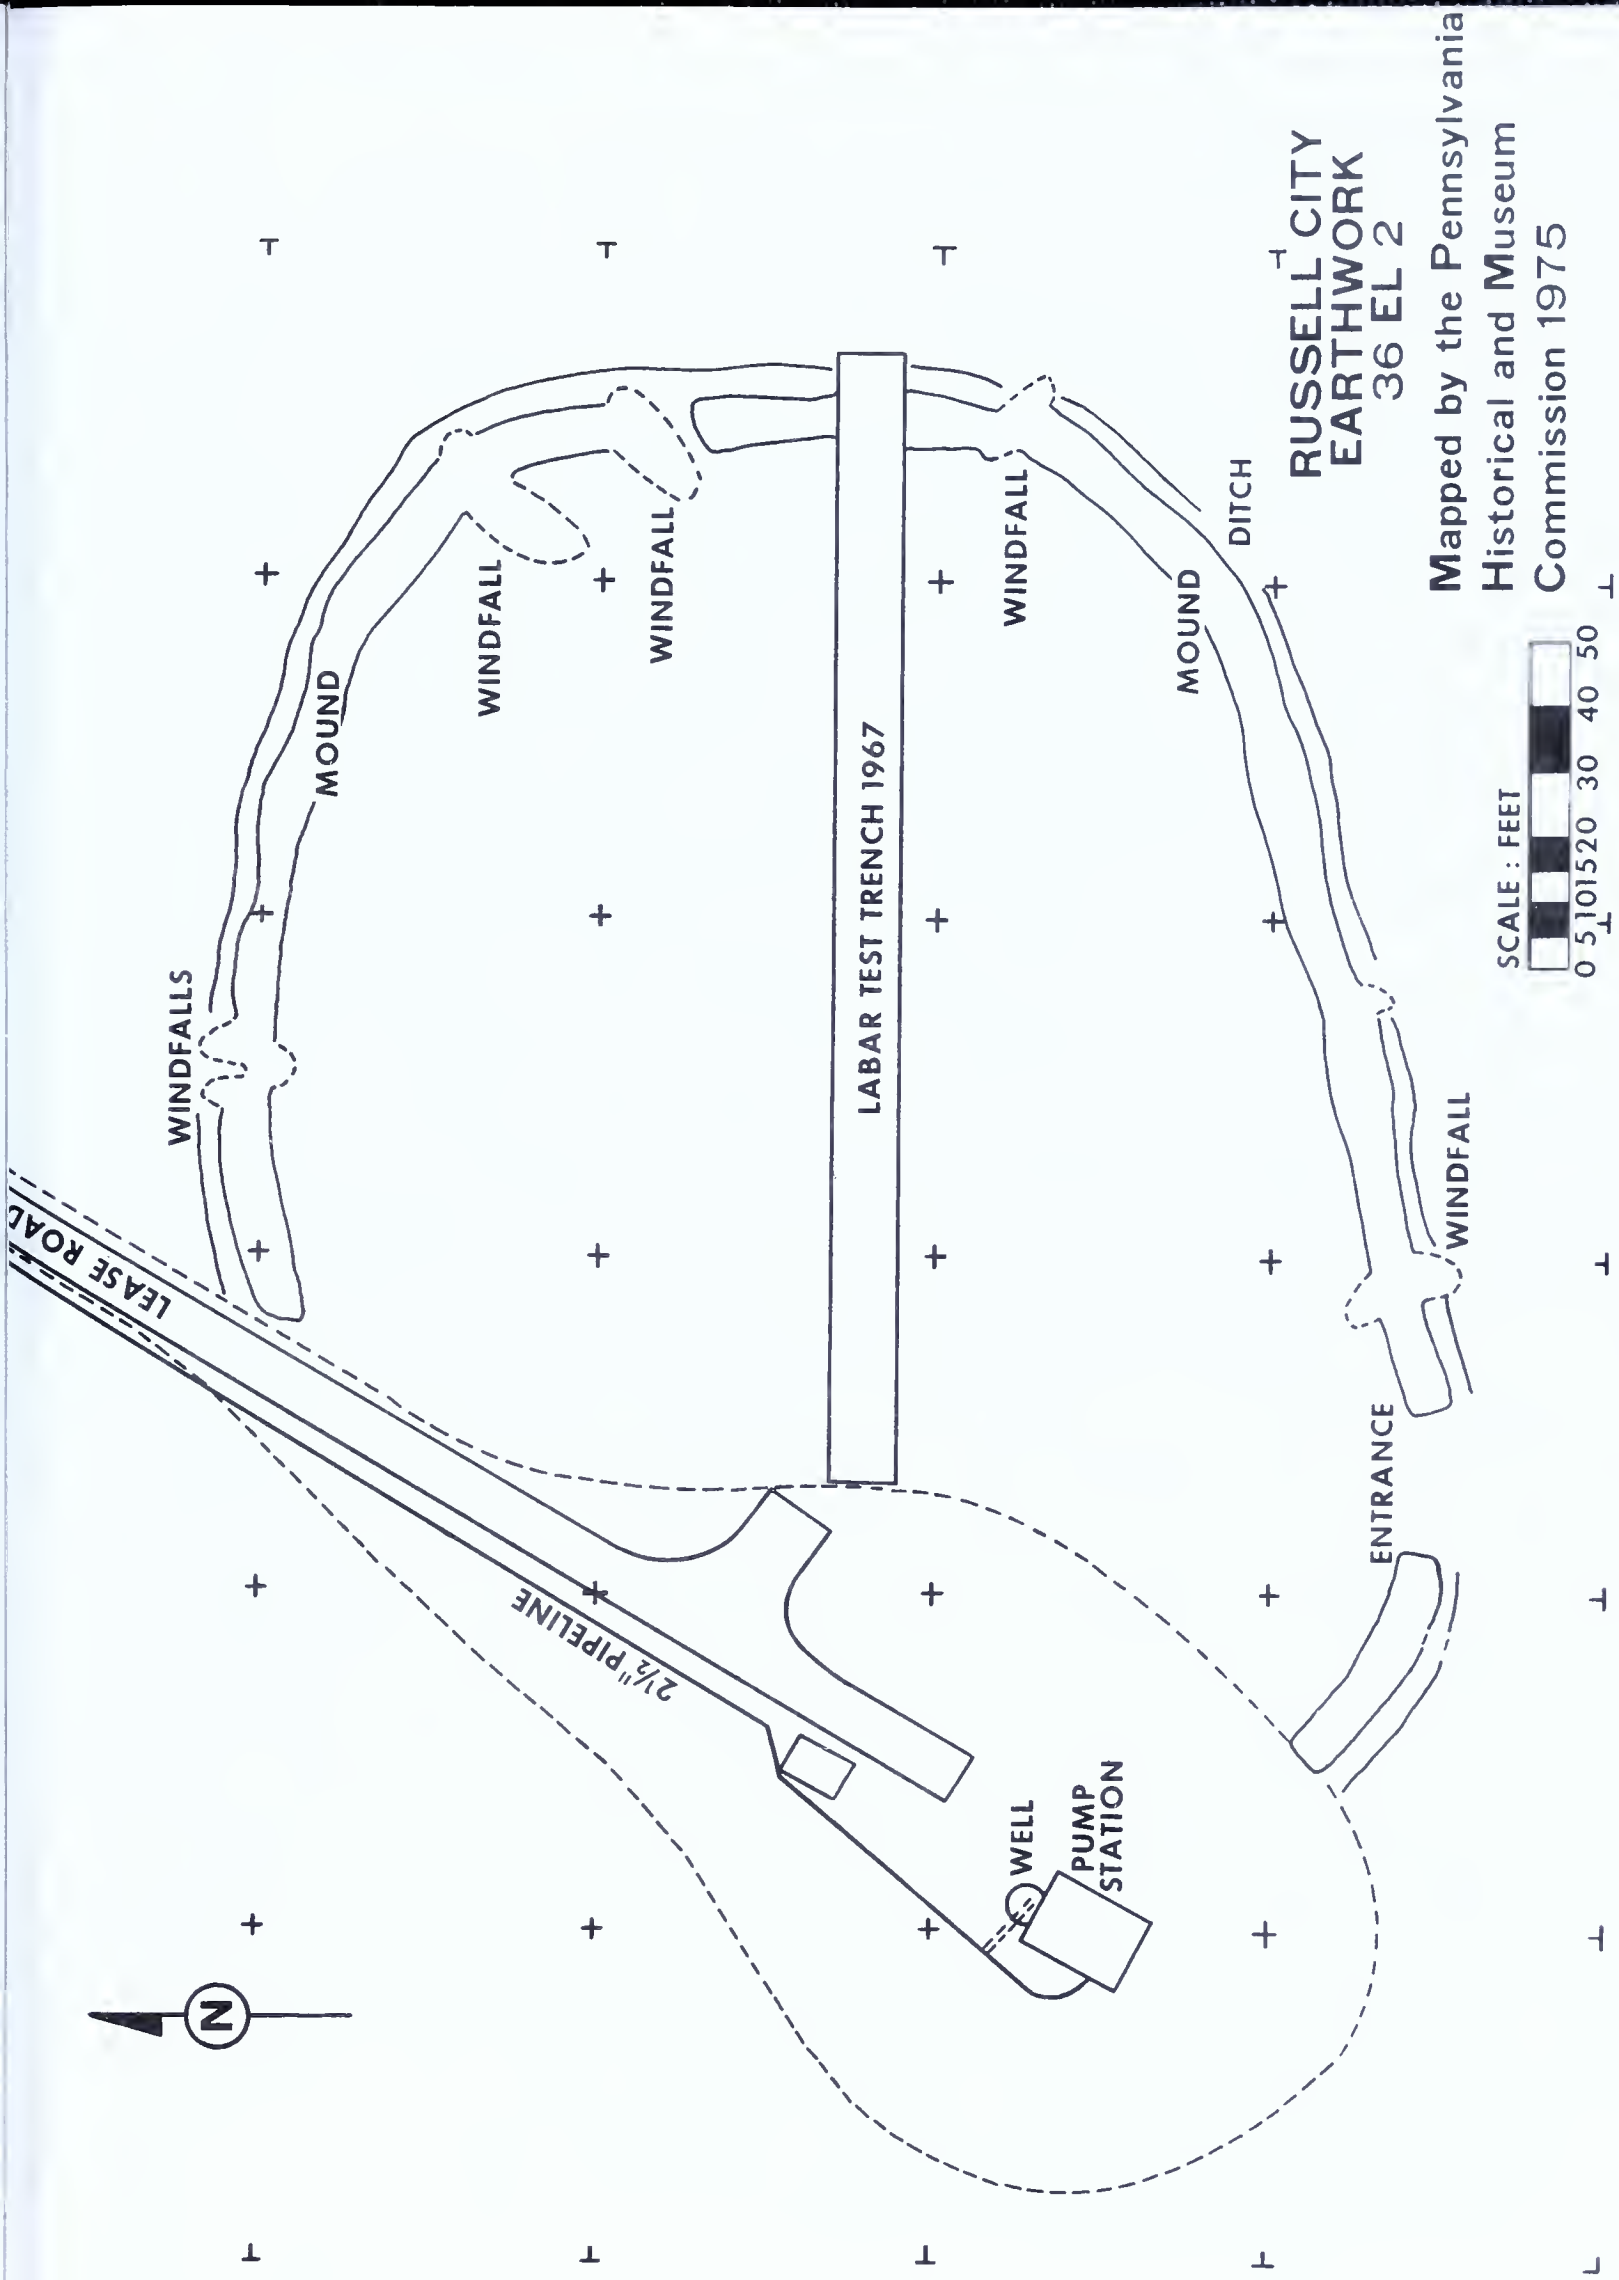 WINDFALLS
LEASE ROAD
MOUND
WINDFALL
WINDFALL
WINDFALL
LABAR TEST TRENCH 1967
2½" PIPELINE
MOUND
DITCH
WELL
PUMP
STATION
ENTRANCE
WINDFALL
N
RUSSELL CITY
EARTHWORK
36 EL 2
Mapped by the Pennsylvania
Historical and Museum
Commission 1975
SCALE : FEET
0 5 10 15 20 30 40 50